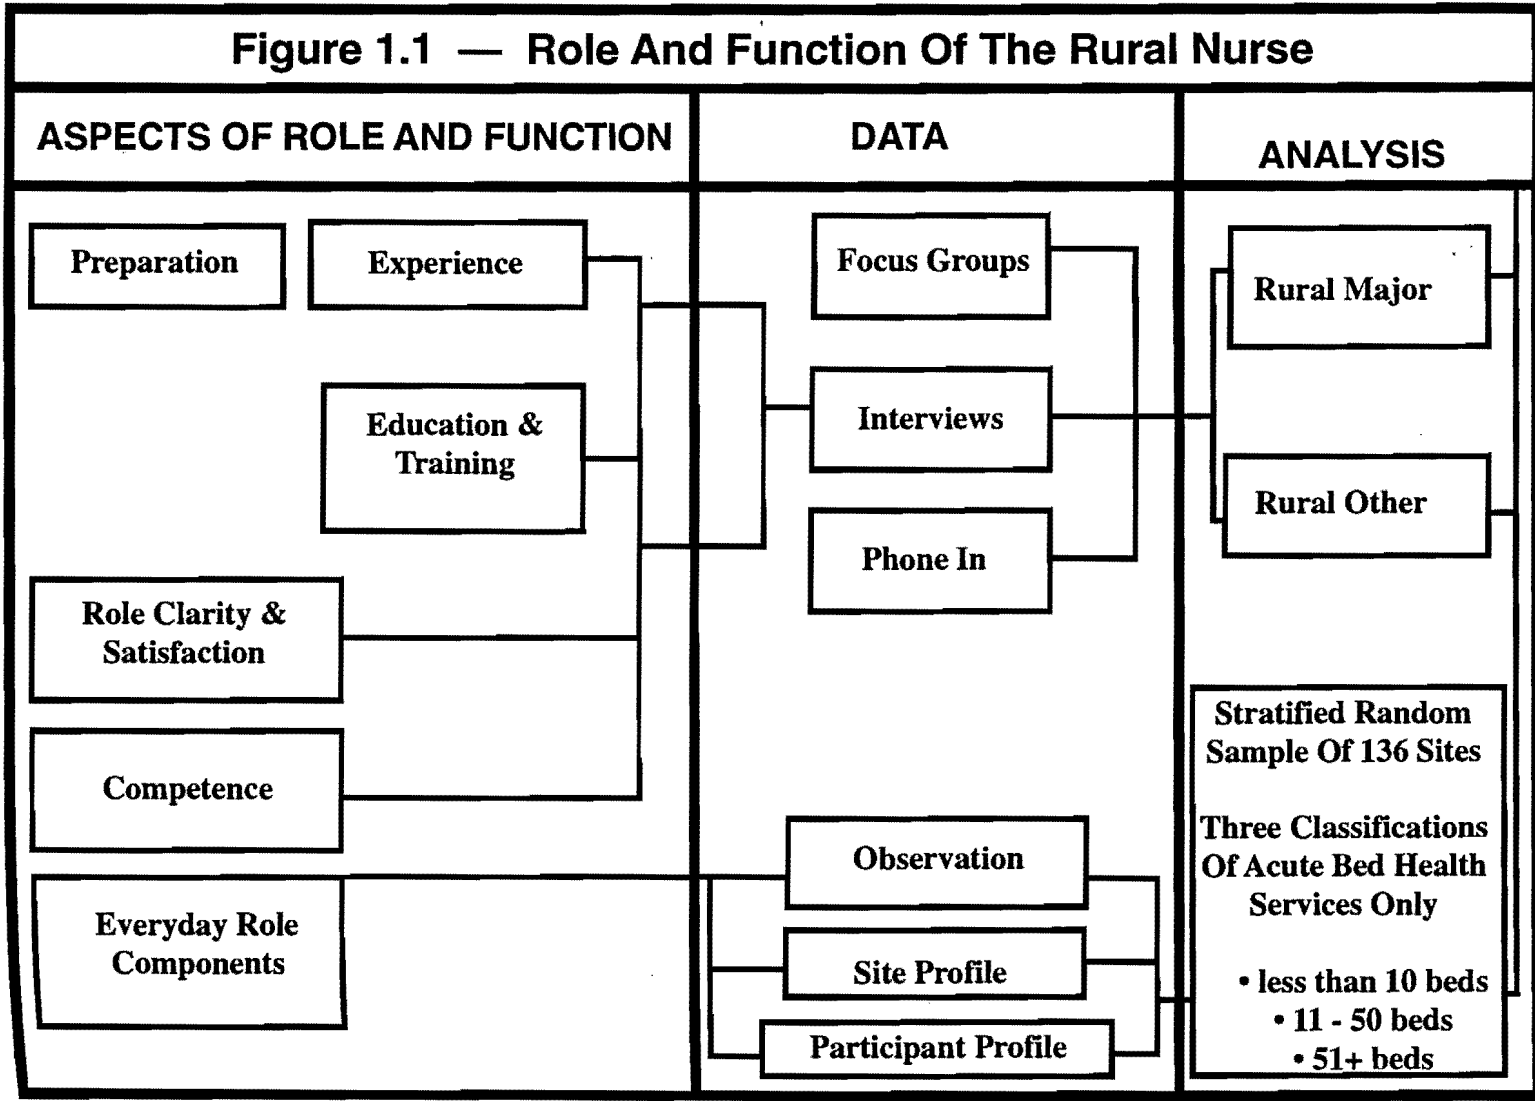 Figure 1.1 — Role And Function Of The Rural Nurse
ASPECTS OF ROLE AND FUNCTION
DATA
ANALYSIS
Preparation
Experience
Education &
Training
Role Clarity &
Satisfaction
Competence
Everyday Role
Components
Focus Groups
Interviews
Phone In
Observation
Site Profile
Participant Profile
Rural Major
Rural Other
Stratified Random
Sample Of 136 Sites
Three Classifications
Of Acute Bed Health
Services Only
• less than 10 beds
• 11 - 50 beds
• 51+ beds